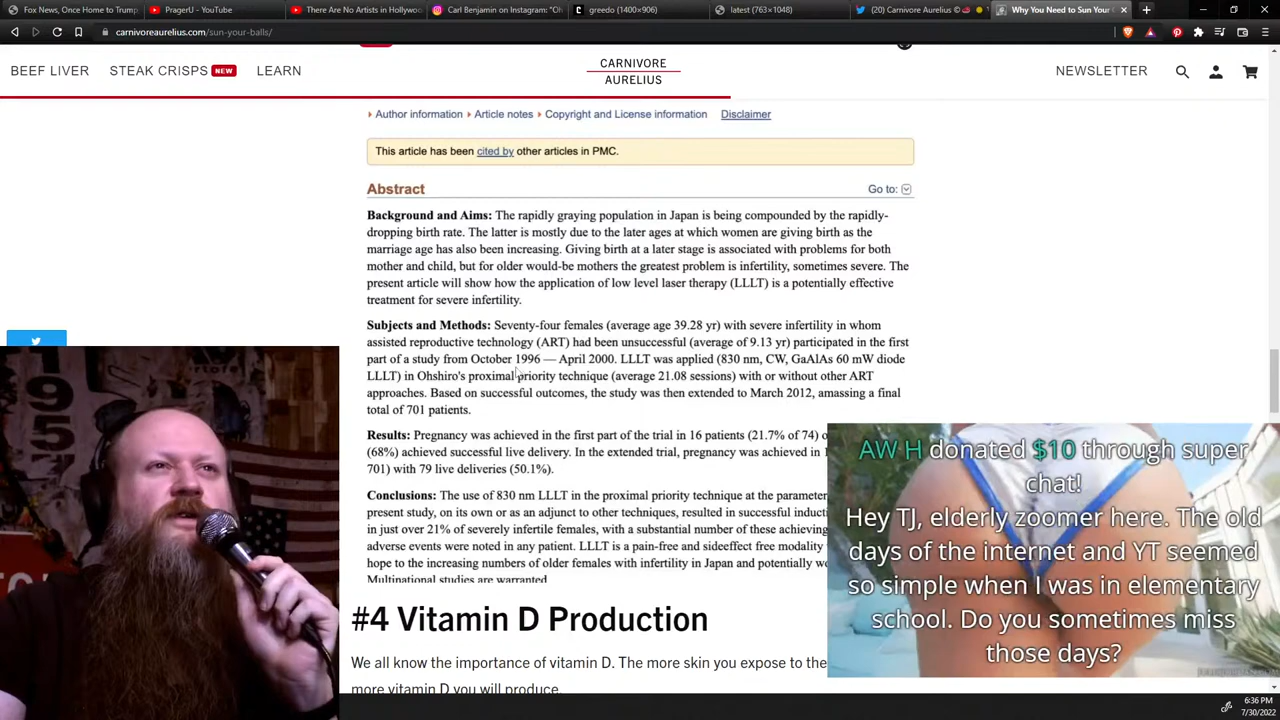 Fox News, Once Home to Trump
PragerU - YouTube
There Are No Artists in Hollywoo
Carl Benjamin on Instagram: "Oh
greedo (1400×906)
latest (763×1048)
(20) Carnivore Aurelius
Why You Need to Sun Your
carnivoreaurelius.com/sun-your-balls/
BEEF LIVER
STEAK CRISPS NEW
LEARN
CARNIVORE
AURELIUS
NEWSLETTER
Author information Article notes Copyright and License information Disclaimer
This article has been cited by other articles in PMC.
Abstract
Go to:
Background and Aims: The rapidly graying population in Japan is being compounded by the rapidly-
dropping birth rate. The latter is mostly due to the later ages at which women are giving birth as the
marriage age has also been increasing. Giving birth at a later stage is associated with problems for both
mother and child, but for older would-be mothers the greatest problem is infertility, sometimes severe. The
present article will show how the application of low level laser therapy (LLLT) is a potentially effective
treatment for severe infertility.
Subjects and Methods: Seventy-four females (average age 39.28 yr) with severe infertility in whom
assisted reproductive technology (ART) had been unsuccessful (average of 9.13 yr) participated in the first
part of a study from October 1996 — April 2000. LLLT was applied (830 nm, CW, GaAlAs 60 mW diode
LLLT) in Ohshiro's proximal priority technique (average 21.08 sessions) with or without other ART
approaches. Based on successful outcomes, the study was then extended to March 2012, amassing a final
total of 701 patients.
Results: Pregnancy was achieved in the first part of the trial in 16 patients (21.7% of 74) o
(68%) achieved successful live delivery. In the extended trial, pregnancy was achieved in 1
701) with 79 live deliveries (50.1%).
Conclusions: The use of 830 nm LLLT in the proximal priority technique at the parameter
present study, on its own or as an adjunct to other techniques, resulted in successful inducti
in just over 21% of severely infertile females, with a substantial number of these achieving
adverse events were noted in any patient. LLLT is a pain-free and sideeffect free modality
hope to the increasing numbers of older females with infertility in Japan and potentially wo
Multinational studies are warranted
#4 Vitamin D Production
We all know the importance of vitamin D. The more skin you expose to the
more vitamin D you will produce.
1954
AW H donated $10 through super
chat!
Hey TJ, elderly zoomer here. The old
days of the internet and YT seemed
so simple when I was in elementary
school. Do you sometimes miss
those days?
6:36 PM
7/30/2022